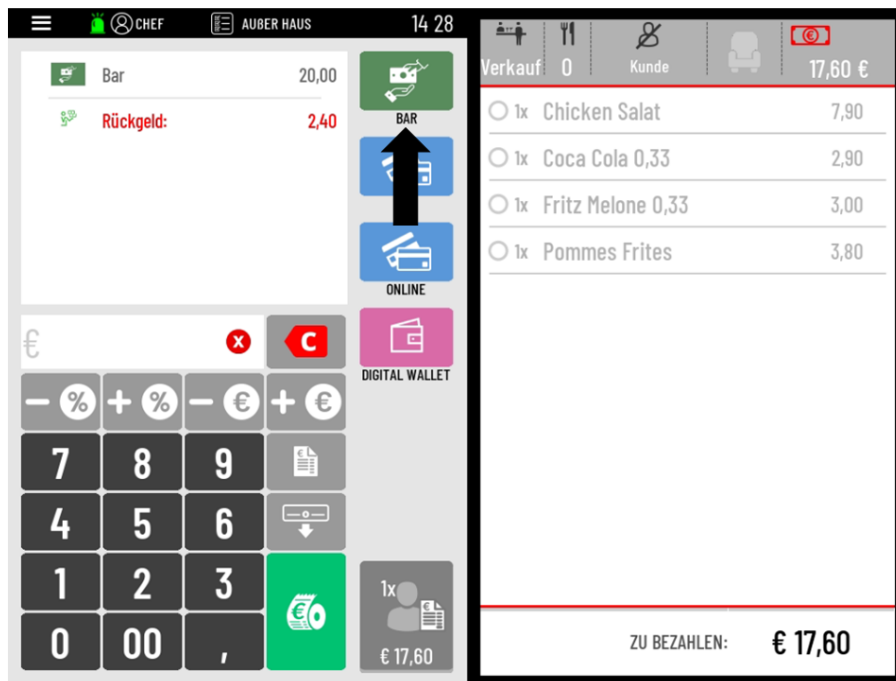 CHEF
AUßER HAUS
14 28
Bar 20,00
Rückgeld: 2,40
BAR
ONLINE
DIGITAL WALLET
€
X
C
- % + % - € + €
7 8 9
4 5 6
1 2 3
0 00 ,
1x
€ 17,60
Verkauf 0 Kunde 17,60 €
1x Chicken Salat 7,90
1x Coca Cola 0,33 2,90
1x Fritz Melone 0,33 3,00
1x Pommes Frites 3,80
ZU BEZAHLEN: € 17,60